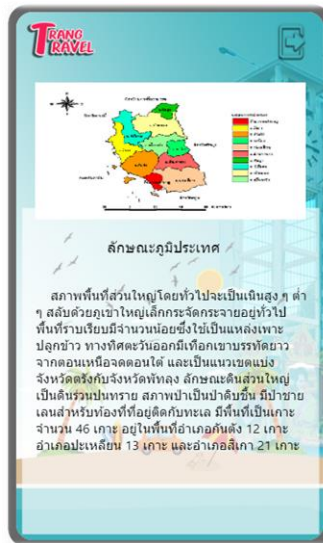 TRANG
TRAVEL
ลักษณะภูมิประเทศ
สภาพพื้นที่ส่วนใหญ่โดยทั่วไปจะเป็นเนินสูง ๆ ต่ำ
ๆ สลับด้วยภูเขาใหญ่เล็กกระจัดกระจายอยู่ทั่วไป
พื้นที่ราบเรียบมีจำนวนน้อยซึ่งใช้เป็นแหล่งเพาะ
ปลูกข้าว ทางทิศตะวันออกมีเทือกเขาบรรทัดยาว
จากตอนเหนือจดตอนใต้ และเป็นแนวเขตแบ่ง
จังหวัดตรังกับจังหวัดพัทลุง ลักษณะดินส่วนใหญ่
เป็นดินร่วนปนทราย สภาพป่าเป็นป่าดิบชื้น มีป่าชาย
เลนสำหรับท้องที่ที่อยู่ติดกับทะเล มีพื้นที่เป็นเกาะ
จำนวน 46 เกาะ อยู่ในพื้นที่อำเภอกันตัง 12 เกาะ
อำเภอปะเหลียน 13 เกาะ และอำเภอสิเกา 21 เกาะ